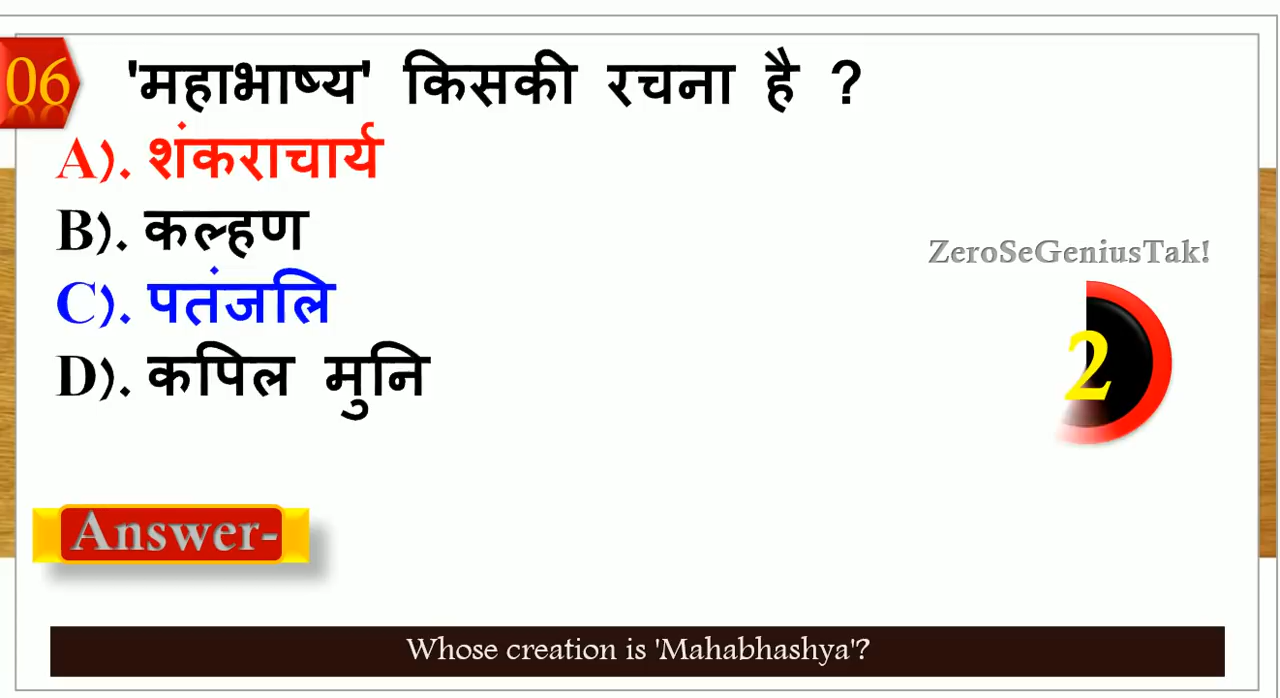 06
'महाभाष्य' किसकी रचना है ?
A). शंकराचार्य
B). कल्हण
C). पतंजलि
D). कपिल मुनि
ZeroSeGeniusTak!
2
Answer-
Whose creation is 'Mahabhashya'?